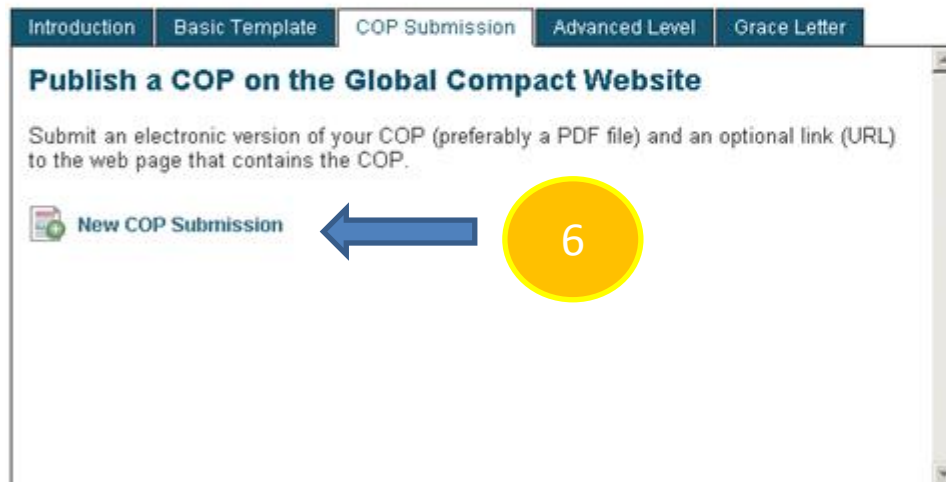 Introduction Basic Template COP Submission Advanced Level Grace Letter
Publish a COP on the Global Compact Website
Submit an electronic version of your COP (preferably a PDF file) and an optional link (URL)
to the web page that contains the COP.
New COP Submission
6